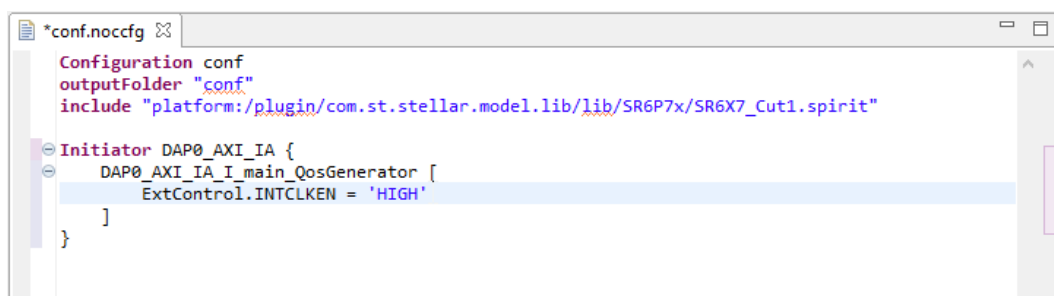 *conf.noccfg
Configuration conf
outputFolder "conf"
include "platform:/plugin/com.st.stellar.model.lib/lib/SR6P7x/SR6X7_Cut1.spirit"
Initiator DAP0_AXI_IA {
DAP0_AXI_IA_I_main_QosGenerator [
ExtControl.INTCLKEN = 'HIGH'
]
}